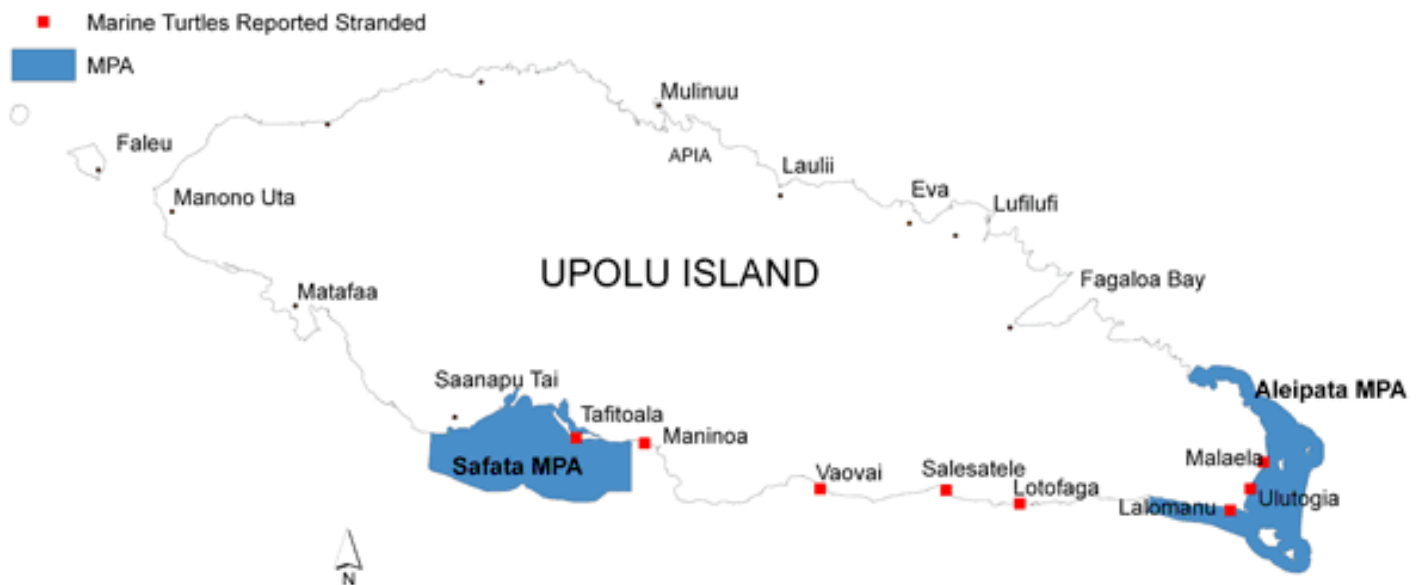 Marine Turtles Reported Stranded
MPA
Mulinuu
Faleu
APIA
Laulii
Manono Uta
Eva
Lufilufi
UPOLU ISLAND
Fagaloa Bay
Matafaa
Saanapu Tai
Aleipata MPA
Tafitoala
Maninoa
Safata MPA
Malaela
Vaovai
Salesatele
Lotofaga
Ulutogia
Lalomanu
N